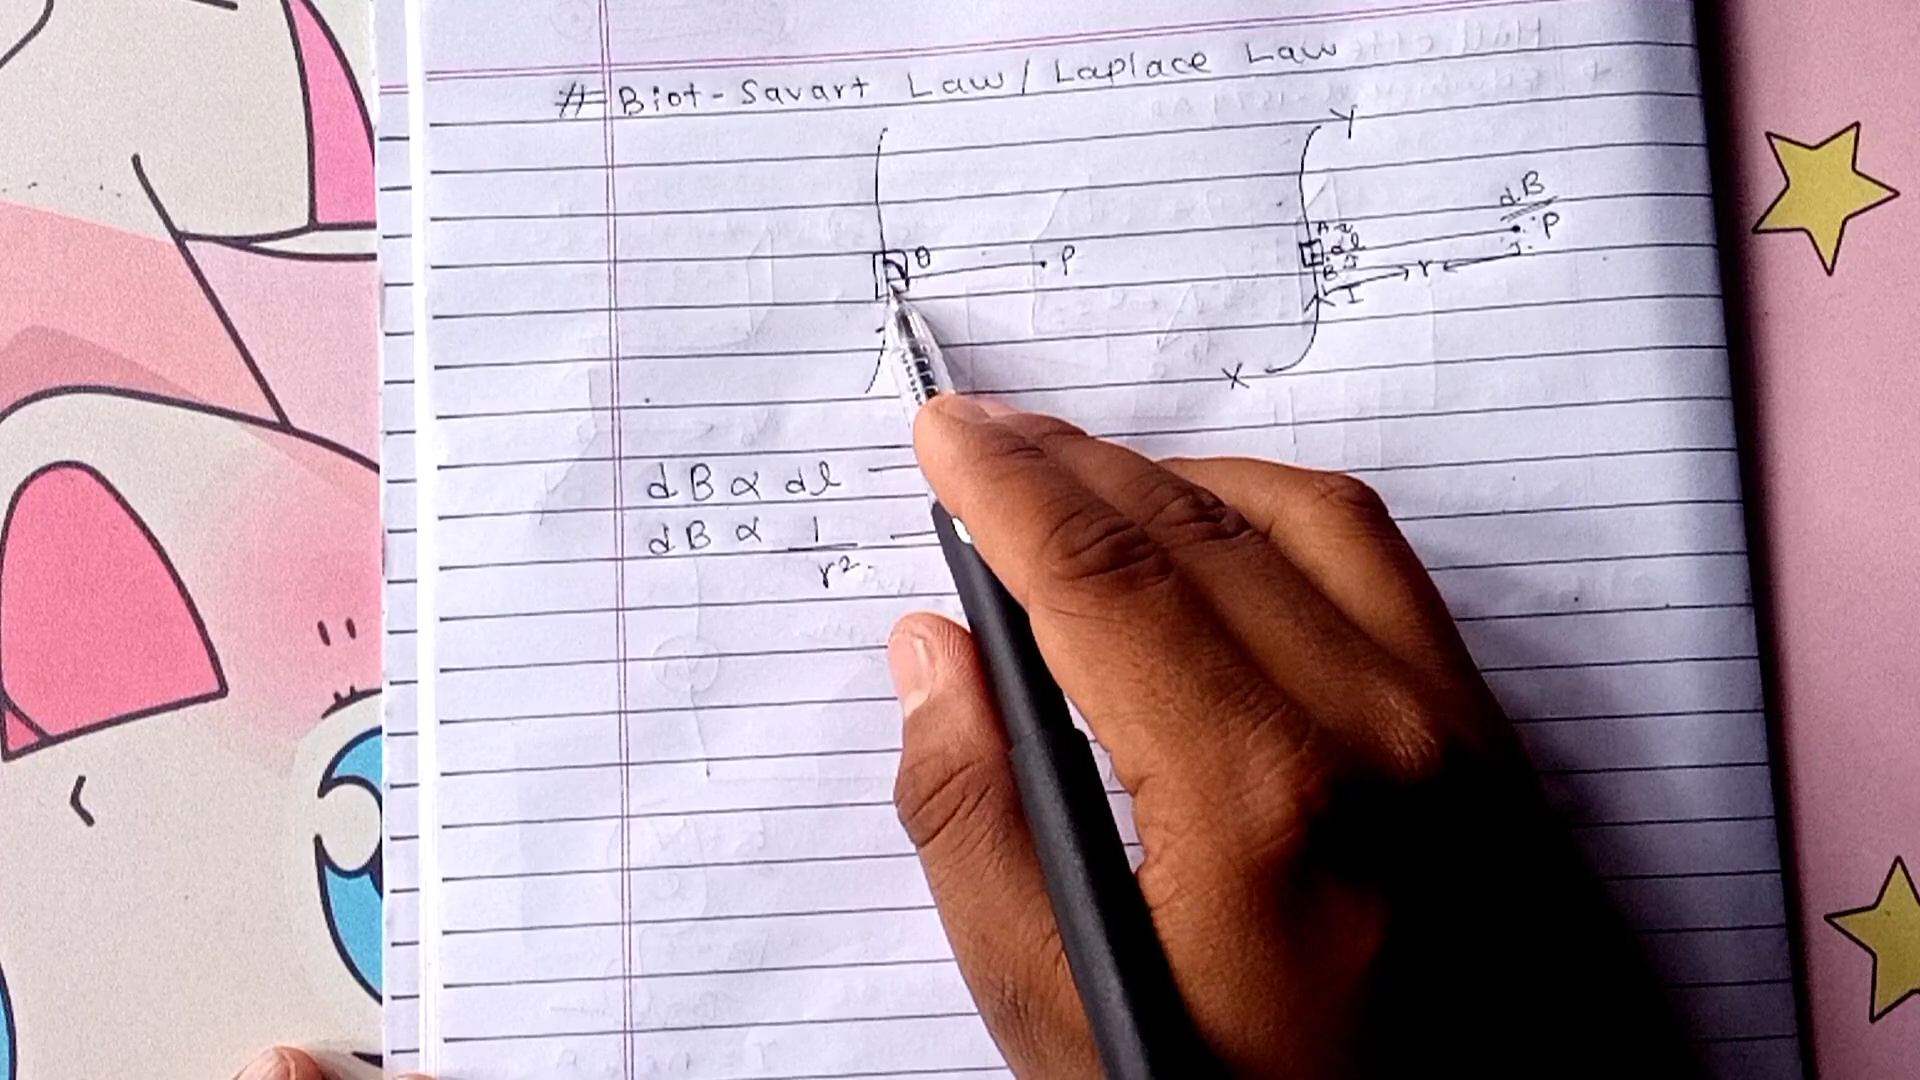 # Biot-Savart Law / Laplace Law
Y
dB
P
A
dl
B
r
I
X
θ
P
dB ∝ dl
dB ∝ 1/r²